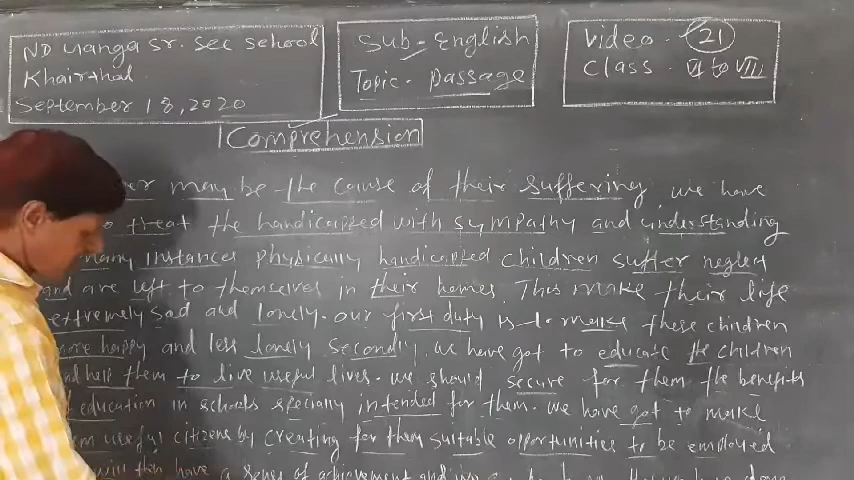 ND Yanga Sr. Sec School
Khairthal
September 18, 2020
Sub- English
Topic- Passage
Video - 21
Class - VI to VIII
Comprehension
may be the cause of their suffering, we have
to treat the handicapped with sympathy and understanding
many instances physically handicapped children suffer neglect
and are left to themselves in their homes. This make their life
extremely sad and lonely. Our first duty is to make these children
more happy and less lonely. Secondly, we have got to educate the children
and help them to live useful lives. We should secure for them the benefits
education in schools specially intended for them. We have got to make
them useful citizens by creating for them suitable opportunities to be employed
will then have a sense of achievement and